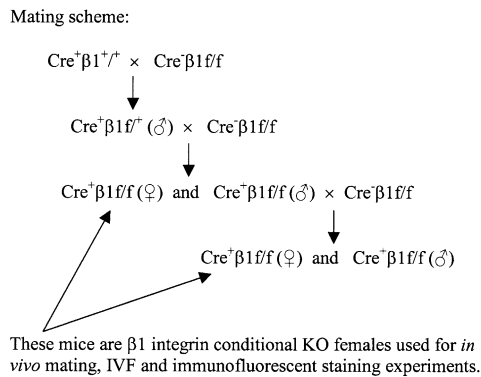 Mating scheme:
Cre⁺β1⁺/⁺ × Cre⁻β1f/f
Cre⁺β1f/⁺ (♂) × Cre⁻β1f/f
Cre⁺β1f/f (♀) and Cre⁺β1f/f (♂) × Cre⁻β1f/f
Cre⁺β1f/f (♀) and Cre⁺β1f/f (♂)
These mice are β1 integrin conditional KO females used for in
vivo mating, IVF and immunofluorescent staining experiments.